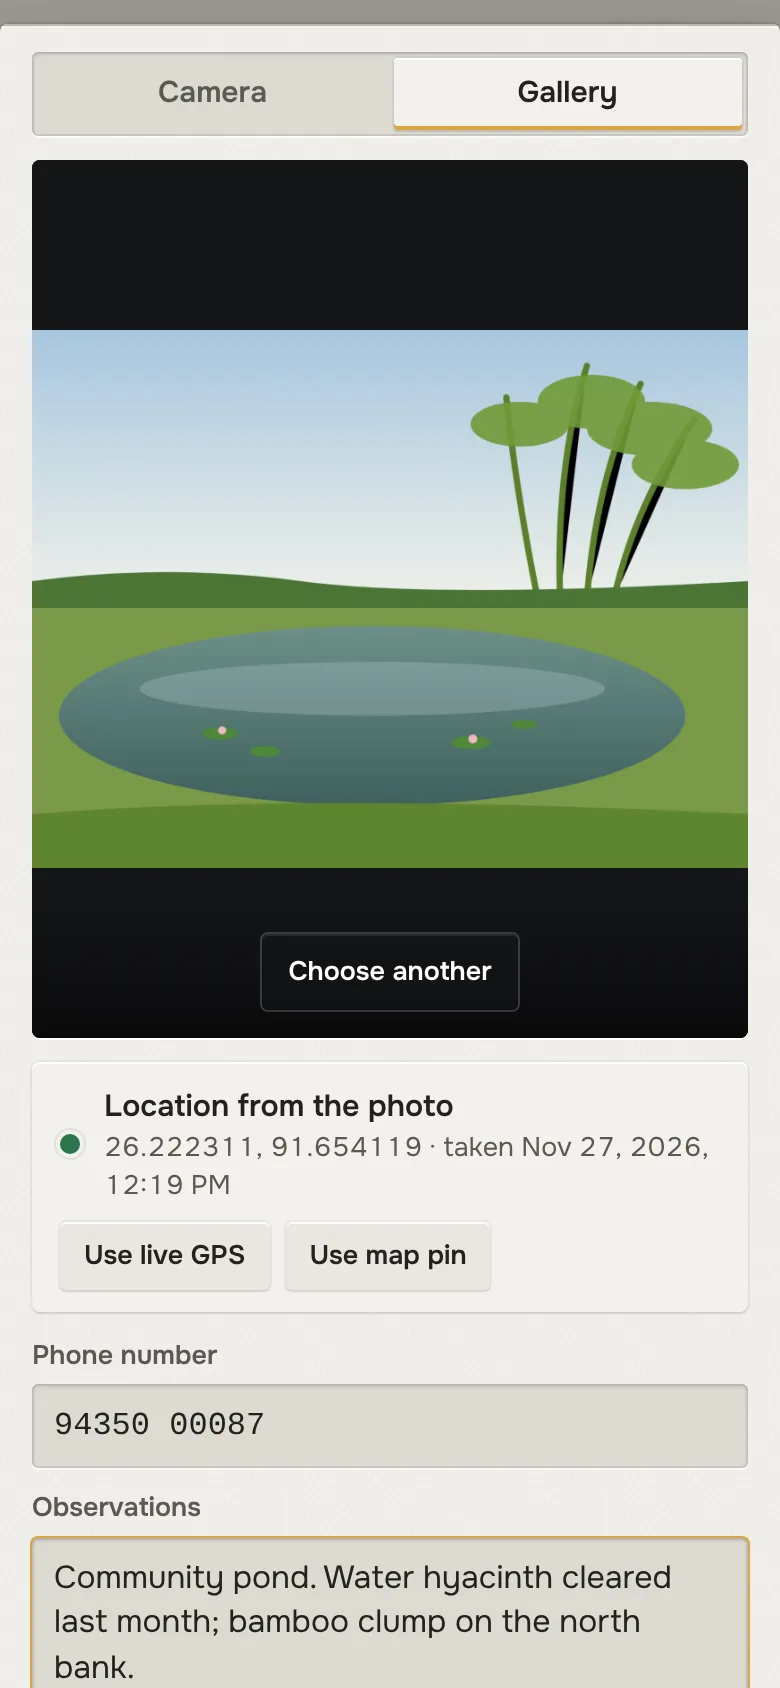 Camera
Gallery
Choose another
Location from the photo
26.222311, 91.654119 · taken Nov 27, 2026,
12:19 PM
Use live GPS
Use map pin
Phone number
94350 00087
Observations
Community pond. Water hyacinth cleared
last month; bamboo clump on the north
bank.